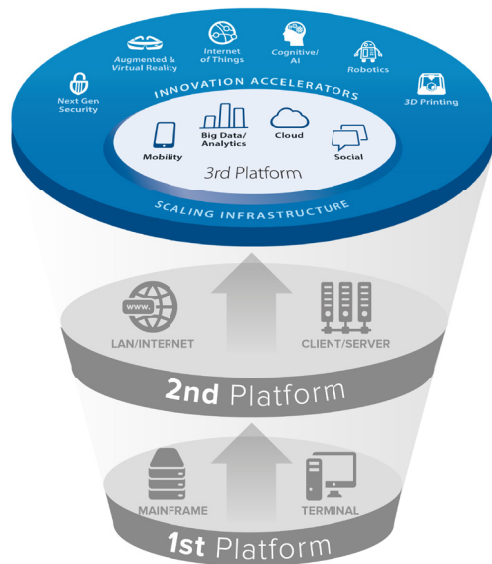 Augmented &
Virtual Reality
Internet
of Things
Cognitive/
AI
Robotics
Next Gen
Security
3D Printing
INNOVATION ACCELERATORS
Mobility
Big Data/
Analytics
Cloud
Social
3rd Platform
SCALING INFRASTRUCTURE
www.
LAN/INTERNET
CLIENT/SERVER
2nd Platform
MAINFRAME
TERMINAL
1st Platform